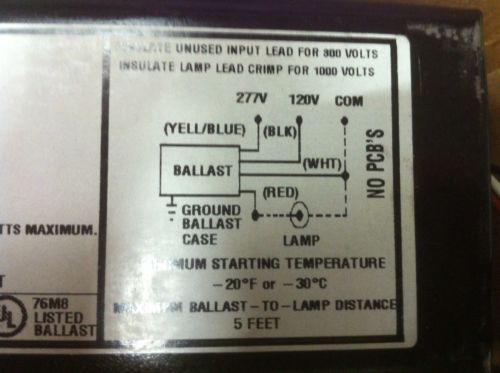 UNUSED INPUT LEAD FOR 300 VOLTS
INSULATE LAMP LEAD CRIMP FOR 1000 VOLTS
277V 120V COM
(YELL/BLUE) (BLK)
BALLAST (WHT)
(RED)
GROUND
BALLAST
CASE
LAMP
NO PCB'S
TTS MAXIMUM.
STARTING TEMPERATURE
-20°F or -30°C
T
BALLAST-TO-LAMP DISTANCE
5 FEET
UL
76M8
LISTED
BALLAST